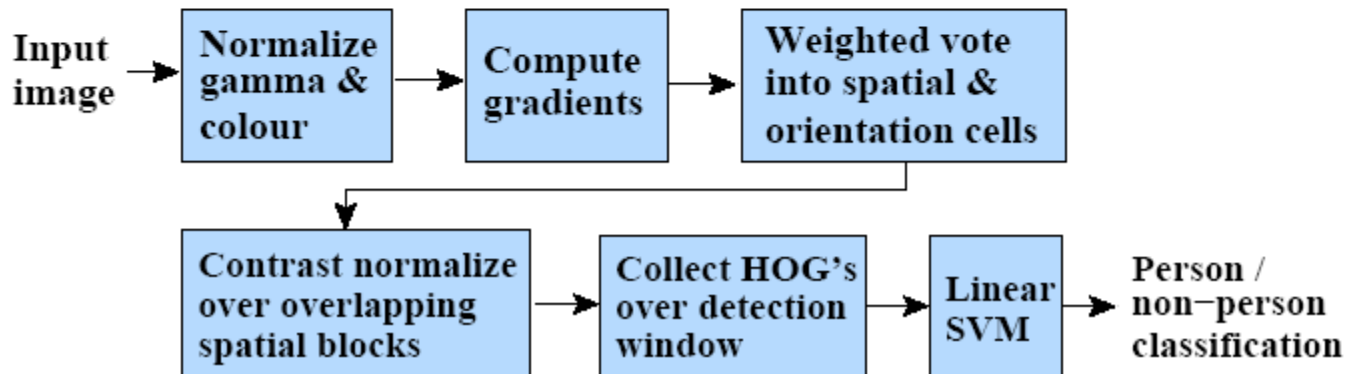 Input
image
Normalize
gamma &
colour
Compute
gradients
Weighted vote
into spatial &
orientation cells
Contrast normalize
over overlapping
spatial blocks
Collect HOG's
over detection
window
Linear
SVM
Person /
non−person
classification